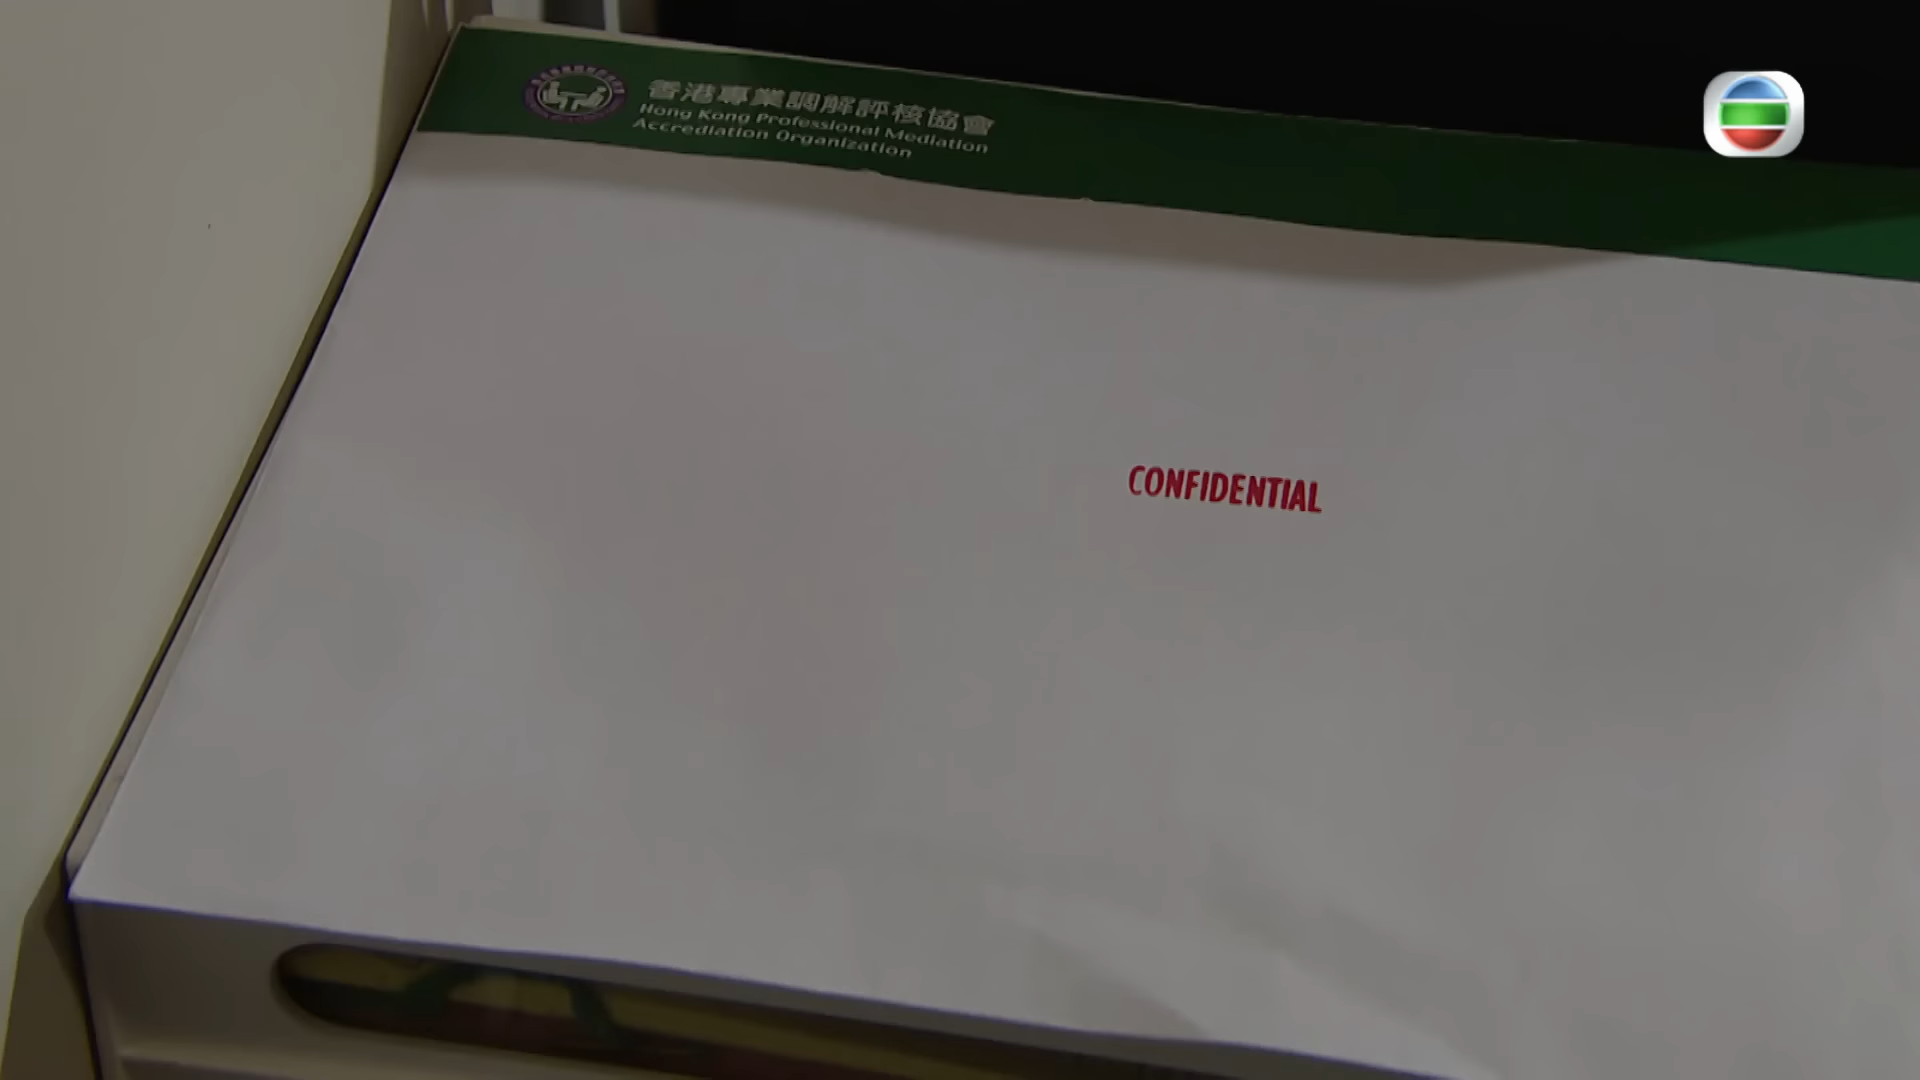 香港專業調解評核協會
Hong Kong Professional Mediation
Accrediation Organization
CONFIDENTIAL